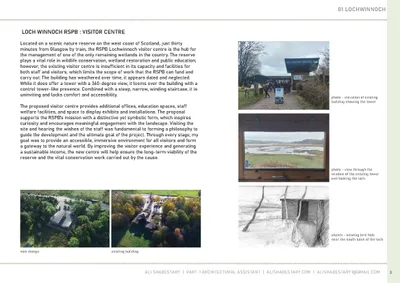 01 LOCHWINNOCH
LOCH WINNOCH RSPB : VISITOR CENTRE
Located on a scenic nature reserve on the west coast of Scotland, just thirty
minutes from Glasgow by train, the RSPB Lochwinnoch visitor centre is the hub for
the management of one of the only remaining wetlands in the country. The reserve
plays a vital role in wildlife conservation, wetland restoration and public education;
however, the existing visitor centre is insufficient in its capacity and facilities for
both staff and visitors, which limits the scope of work that the RSPB can fund and
carry out. The building has weathered over time, it appears dated and neglected.
While it does offer a tower with a 360-degree view, it looms over the building with a
control tower-like presence. Combined with a steep, narrow, winding staircase, it is
uninviting and lacks comfort and accessibility.
The proposed visitor centre provides additional offices, education spaces, staff
welfare facilities, and space to display exhibits and installations. The proposal
supports the RSPB's mission with a distinctive yet symbolic form, which inspires
curiosity and encourages meaningful engagement with the landscape. Visiting the
site and hearing the wishes of the staff was fundamental to forming a philosophy to
guide the development and the ultimate goal of the project. Through every stage, my
goal was to provide an accessible, immersive environment for all visitors and form
a gateway to the natural world. By improving the visitor experience and generating
a sustainable income, the new centre will help ensure the long-term viability of the
reserve and the vital conservation work carried out by the cause.
photo - elevation of existing
building showing the tower
photo - view through the
window of the existing tower
sketch - existing bird hide
near the south bank of the loch
new design
existing building
3